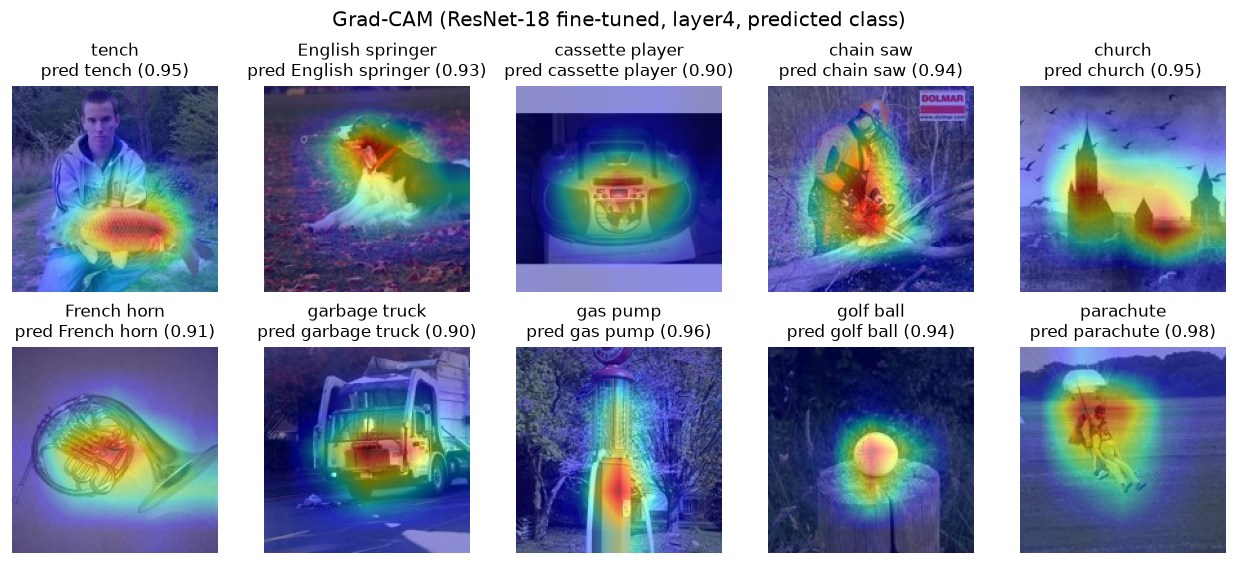 Grad-CAM (ResNet-18 fine-tuned, layer4, predicted class)
tench
pred tench (0.95)
English springer
pred English springer (0.93)
cassette player
pred cassette player (0.90)
chain saw
pred chain saw (0.94)
church
pred church (0.95)
DOLMAR
www.dolmar.com
French horn
pred French horn (0.91)
garbage truck
pred garbage truck (0.90)
gas pump
pred gas pump (0.96)
golf ball
pred golf ball (0.94)
parachute
pred parachute (0.98)